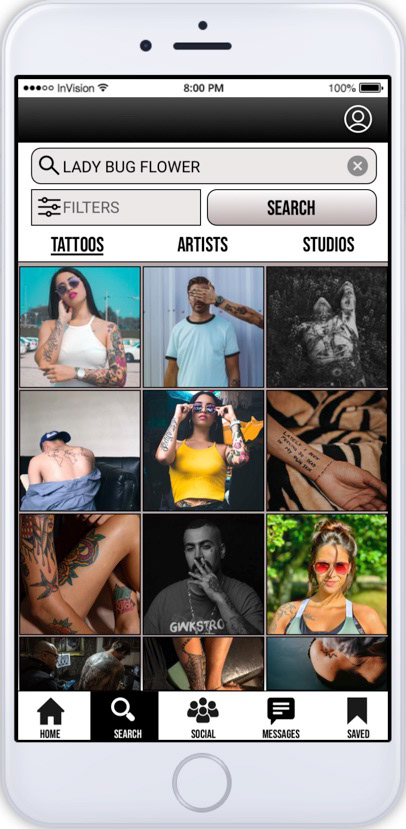 InVision 8:00 PM 100%
LADY BUG FLOWER
FILTERS SEARCH
TATTOOS ARTISTS STUDIOS
GWKSTRO
HOME SEARCH SOCIAL MESSAGES SAVED